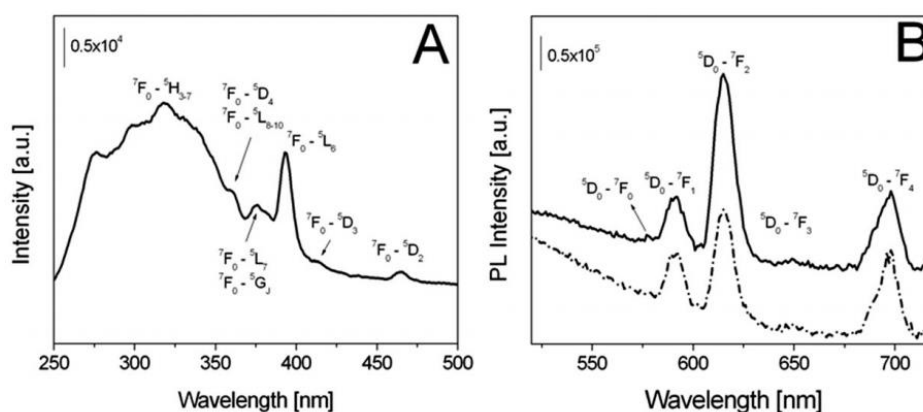 A
0.5x10⁴
⁷F₀ - ⁵H₃₋₇
⁷F₀ - ⁵D₄
⁷F₀ - ⁵L₈₋₁₀
⁷F₀ - ⁵L₆
⁷F₀ - ⁵D₃
⁷F₀ - ⁵D₂
⁷F₀ - ⁵L₇
⁷F₀ - ⁵G_J
Intensity [a.u.]
250 300 350 400 450 500
Wavelength [nm]
B
0.5x10⁵
⁵D₀ - ⁷F₂
⁵D₀ - ⁷F₀
⁵D₀ - ⁷F₁
⁵D₀ - ⁷F₃
⁵D₀ - ⁷F₄
PL Intensity [a.u.]
550 600 650 700
Wavelength [nm]